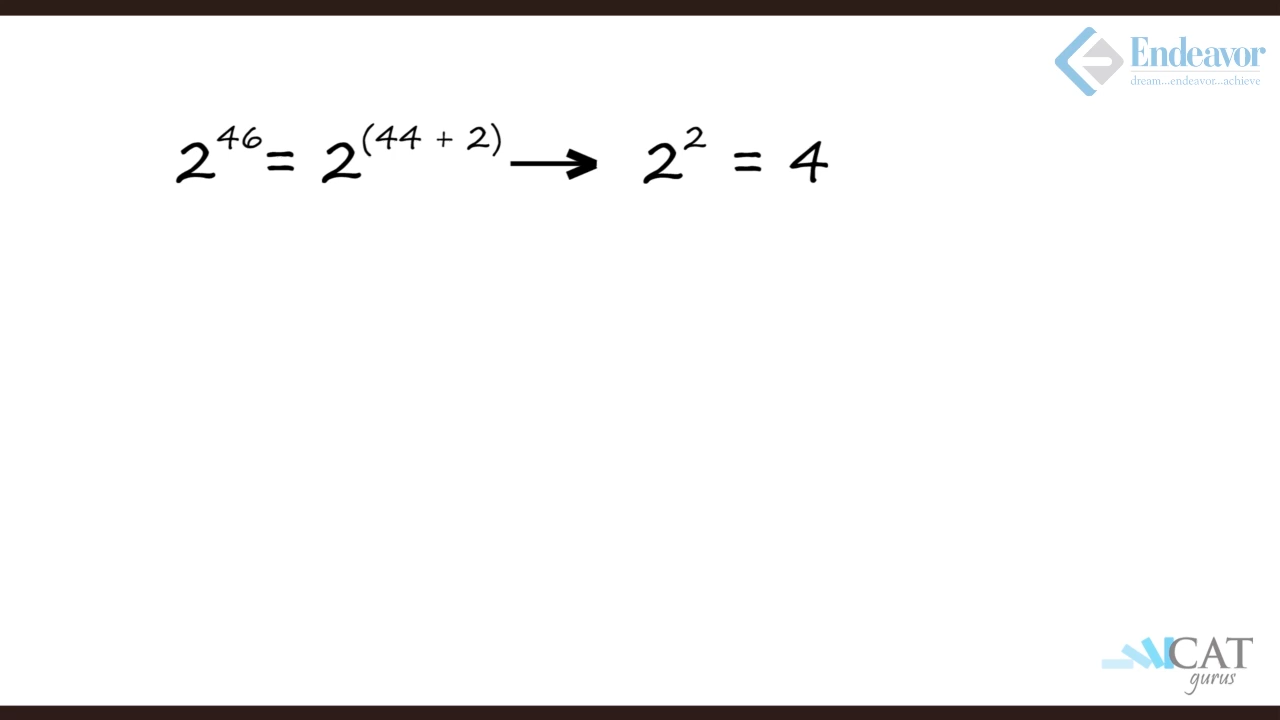 Endeavor
dream...endeavor...achieve
2^46 = 2^(44 + 2) → 2^2 = 4
CAT
gurus